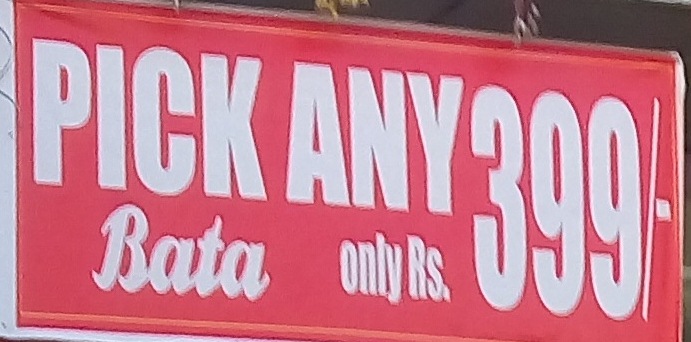 PICK ANY 399/-
Bata only Rs.